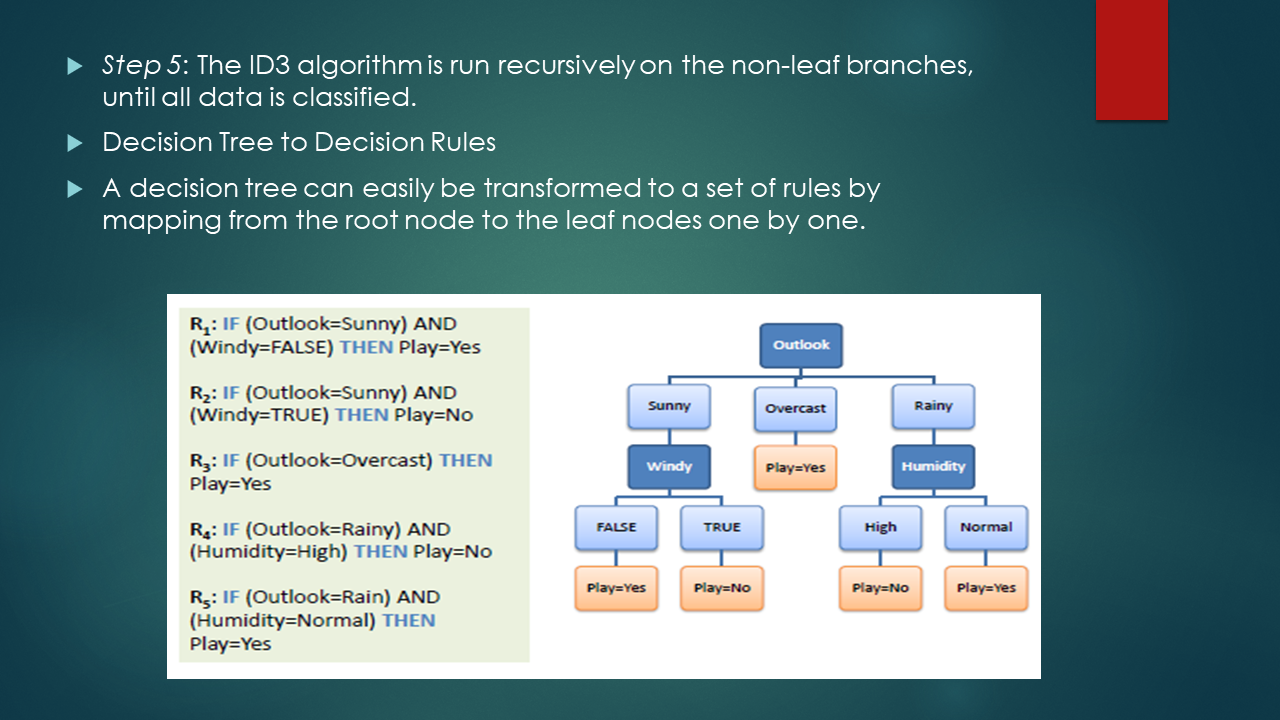 Step 5: The ID3 algorithm is run recursively on the non-leaf branches,
until all data is classified.
Decision Tree to Decision Rules
A decision tree can easily be transformed to a set of rules by
mapping from the root node to the leaf nodes one by one.
R1: IF (Outlook=Sunny) AND
(Windy=FALSE) THEN Play=Yes
R2: IF (Outlook=Sunny) AND
(Windy=TRUE) THEN Play=No
R3: IF (Outlook=Overcast) THEN
Play=Yes
R4: IF (Outlook=Rainy) AND
(Humidity=High) THEN Play=No
R5: IF (Outlook=Rain) AND
(Humidity=Normal) THEN
Play=Yes
Outlook
Sunny
Overcast
Rainy
Windy
Play=Yes
Humidity
FALSE
TRUE
High
Normal
Play=Yes
Play=No
Play=No
Play=Yes